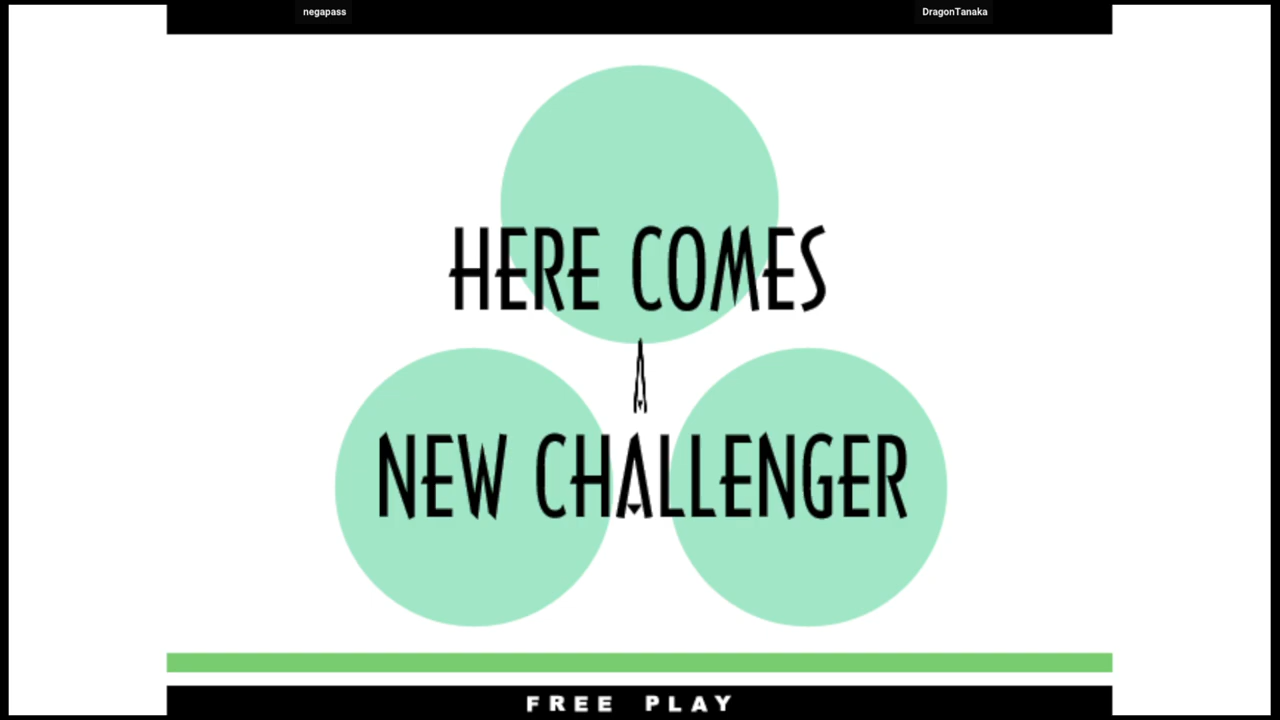 negapass
DragonTanaka
HERE COMES
A
NEW CHALLENGER
FREE PLAY